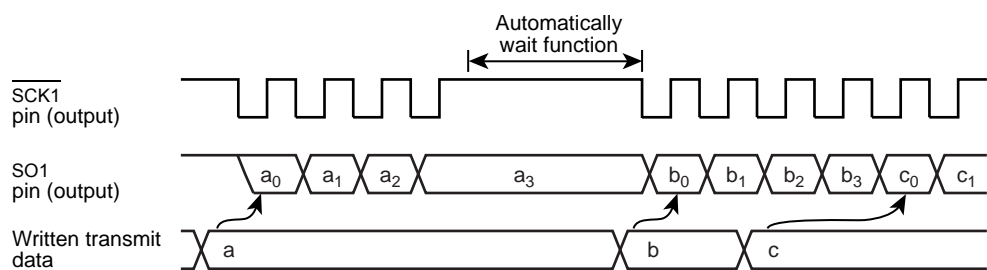 Automatically
wait function
SCK1
pin (output)
SO1
pin (output)
a0 a1 a2 a3 b0 b1 b2 b3 c0 c1
Written transmit
data
a b c